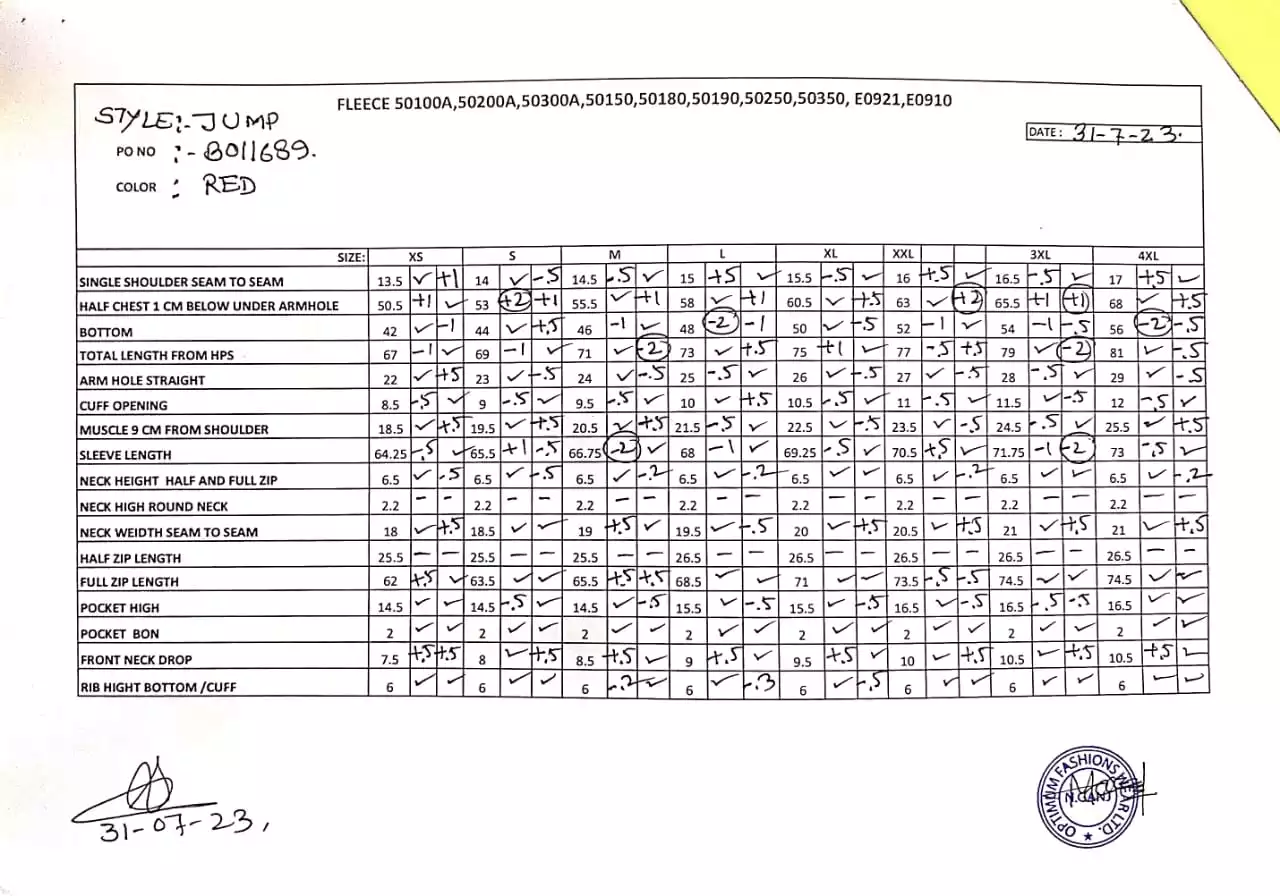 FLEECE 50100A,50200A,50300A,50150,50180,50190,50250,50350, E0921,E0910
STYLE:- JUMP
DATE: 31-7-23.
PO NO :- B011689.
COLOR : RED
SIZE: XS S M L XL XXL 3XL 4XL
SINGLE SHOULDER SEAM TO SEAM 13.5 ✓ +1 14 ✓ -.5 14.5 -.5 ✓ 15 +5 ✓ 15.5 -.5 ✓ 16 +.5 ✓ 16.5 -.5 ✓ 17 +.5 ✓
HALF CHEST 1 CM BELOW UNDER ARMHOLE 50.5 +1 ✓ 53 +2 +1 55.5 ✓ +1 58 ✓ +1 60.5 ✓ +.5 63 ✓ +2 65.5 +1 +1 68 ✓ +.5
BOTTOM 42 ✓ -1 44 ✓ +.5 46 -1 ✓ 48 -2 -1 50 ✓ -.5 52 -1 ✓ 54 -1 -.5 56 -2 -.5
TOTAL LENGTH FROM HPS 67 -1 ✓ 69 -1 ✓ 71 ✓ -2 73 ✓ +.5 75 +1 ✓ 77 -.5 +.5 79 ✓ -2 81 ✓ -.5
ARM HOLE STRAIGHT 22 ✓ +5 23 ✓ -.5 24 ✓ -.5 25 -.5 ✓ 26 ✓ -.5 27 ✓ -.5 28 -.5 ✓ 29 ✓ -.5
CUFF OPENING 8.5 -.5 ✓ 9 -.5 ✓ 9.5 -.5 ✓ 10 ✓ +.5 10.5 -.5 ✓ 11 -.5 ✓ 11.5 ✓ -.5 12 -.5 ✓
MUSCLE 9 CM FROM SHOULDER 18.5 ✓ +.5 19.5 ✓ +.5 20.5 ✓ +.5 21.5 -.5 ✓ 22.5 ✓ -.5 23.5 ✓ -.5 24.5 -.5 ✓ 25.5 ✓ +.5
SLEEVE LENGTH 64.25 -.5 ✓ 65.5 +1 -.5 66.75 -2 ✓ 68 -1 ✓ 69.25 -.5 ✓ 70.5 +.5 ✓ 71.75 -1 -2 73 -.5 ✓
NECK HEIGHT HALF AND FULL ZIP 6.5 ✓ -.5 6.5 ✓ -.5 6.5 ✓ -.2 6.5 ✓ -.2 6.5 ✓ ✓ 6.5 ✓ -.2 6.5 ✓ ✓ 6.5 ✓ -.2
NECK HIGH ROUND NECK 2.2 - - 2.2 - - 2.2 - - 2.2 - - 2.2 - - 2.2 - - 2.2 - - 2.2 - -
NECK WEIDTH SEAM TO SEAM 18 ✓ +.5 18.5 ✓ ✓ 19 +.5 ✓ 19.5 ✓ -.5 20 ✓ +.5 20.5 ✓ +.5 21 ✓ +.5 21 ✓ +.5
HALF ZIP LENGTH 25.5 - - 25.5 - - 25.5 - - 26.5 - - 26.5 - - 26.5 - - 26.5 - - 26.5 - -
FULL ZIP LENGTH 62 +.5 ✓ 63.5 ✓ ✓ 65.5 +.5 +.5 68.5 ✓ ✓ 71 ✓ ✓ 73.5 -.5 -.5 74.5 ✓ ✓ 74.5 ✓ ✓
POCKET HIGH 14.5 ✓ ✓ 14.5 -.5 ✓ 14.5 ✓ -.5 15.5 ✓ -.5 15.5 ✓ -.5 16.5 ✓ -.5 16.5 -.5 -.5 16.5 ✓ ✓
POCKET BON 2 ✓ ✓ 2 ✓ ✓ 2 ✓ ✓ 2 ✓ ✓ 2 ✓ ✓ 2 ✓ ✓ 2 ✓ ✓ 2 ✓ ✓
FRONT NECK DROP 7.5 +.5 +.5 8 ✓ +.5 8.5 +.5 ✓ 9 +.5 ✓ 9.5 +.5 ✓ 10 ✓ +.5 10.5 ✓ +.5 10.5 +.5 ✓
RIB HIGHT BOTTOM /CUFF 6 ✓ ✓ 6 ✓ ✓ 6 -.2 ✓ 6 ✓ -.3 6 ✓ -.5 6 ✓ ✓ 6 ✓ ✓ 6 ✓ ✓
31-07-23,
OPTIMUM FASHIONS WEAR LTD.
N.GANJ